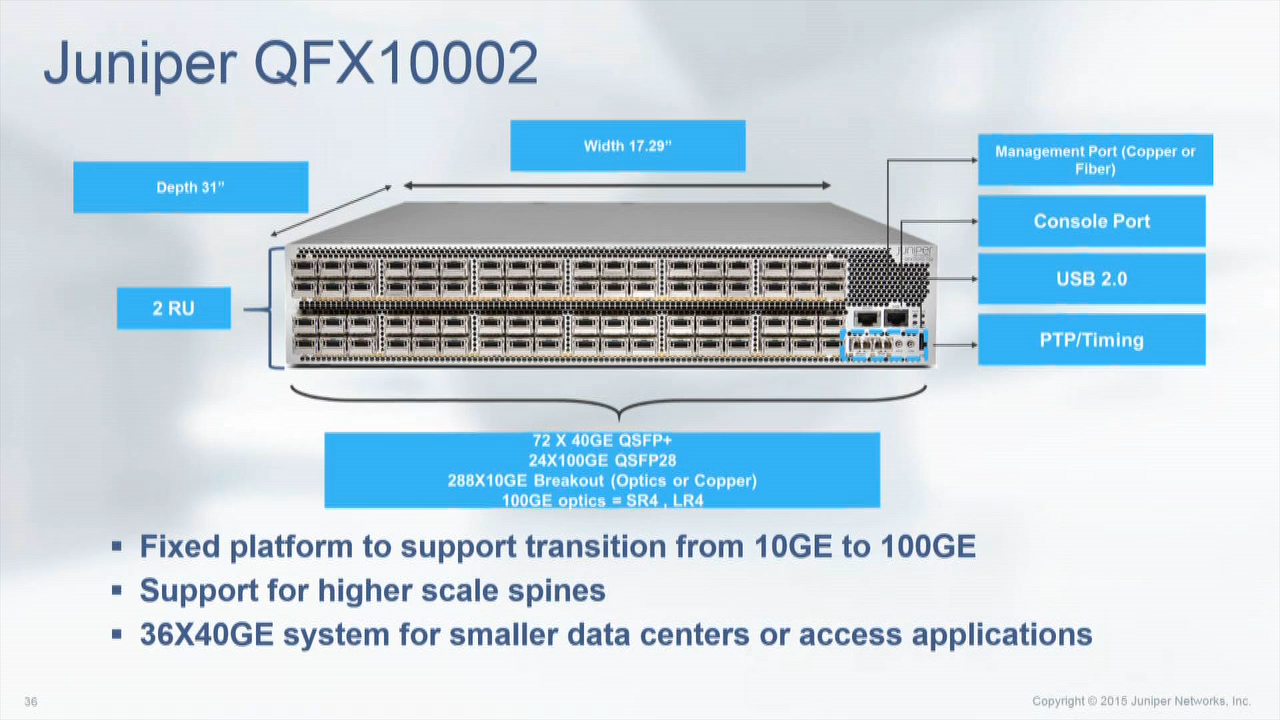 Juniper QFX10002
Width 17.29”
Management Port (Copper or
Fiber)
Depth 31”
Console Port
juniper
USB 2.0
2 RU
PTP/Timing
72 X 40GE QSFP+
24X100GE QSFP28
288X10GE Breakout (Optics or Copper)
100GE optics = SR4 , LR4
▪ Fixed platform to support transition from 10GE to 100GE
▪ Support for higher scale spines
▪ 36X40GE system for smaller data centers or access applications
36
Copyright © 2015 Juniper Networks, Inc.